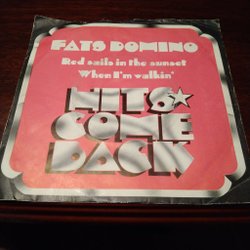 FATS DOMINO
Red sails in the sunset
When I'm walkin'
HITS★
COME
BACK